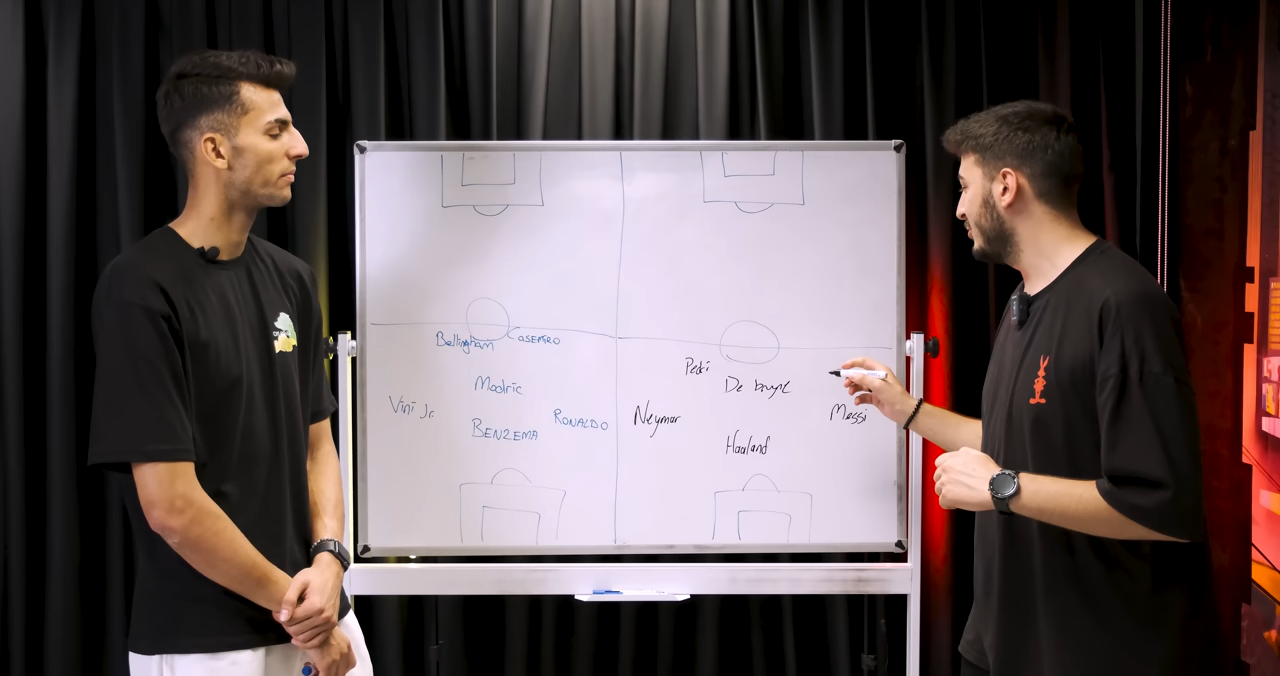 Bellingham CASEMIRO
Modric
Vini Jr.
RONALDO
BENZEMA
Pedri
De bruyne
Neymar
Messi
Haaland